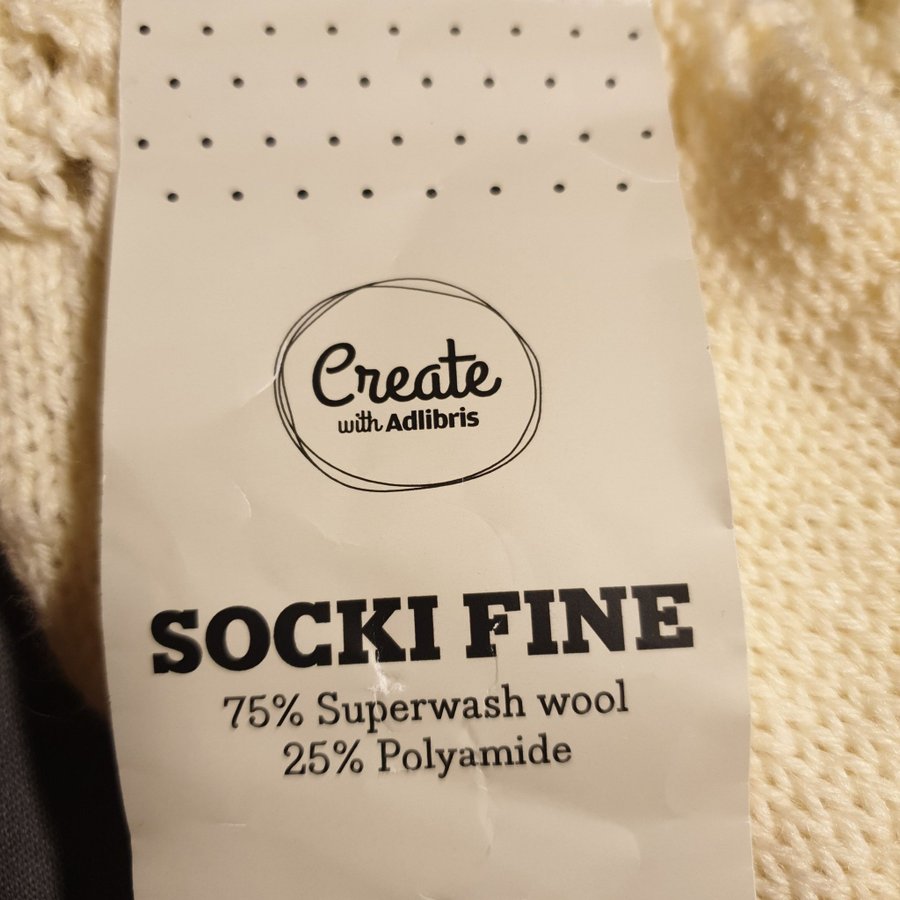 Create
with Adlibris
SOCKI FINE
75% Superwash wool
25% Polyamide